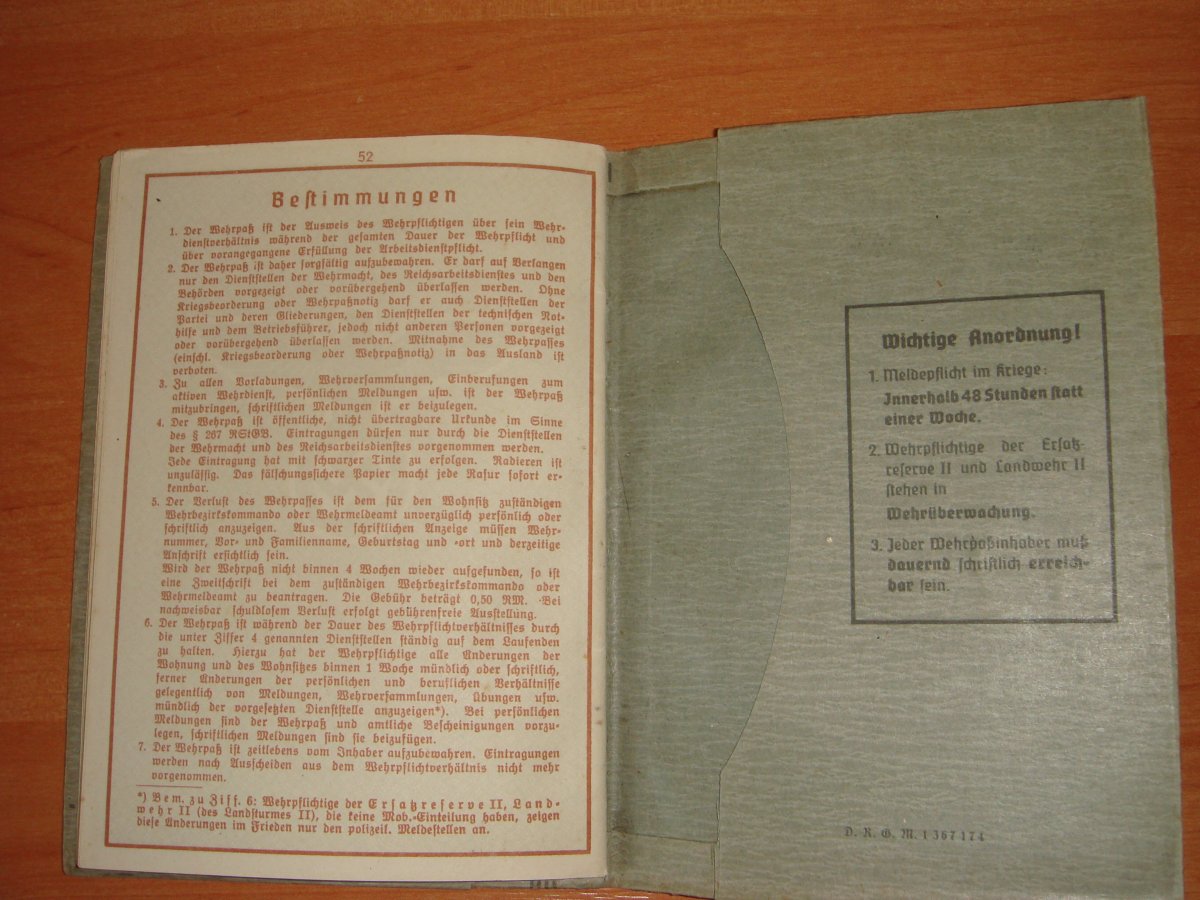 52
Bestimmungen
1. Der Wehrpaß ist der Ausweis des Wehrpflichtigen über sein Wehr-
dienstverhältnis während der gesamten Dauer der Wehrpflicht und
über vorangegangene Erfüllung der Arbeitsdienstpflicht.
2. Der Wehrpaß ist daher sorgfältig aufzubewahren. Er darf auf Verlangen
nur den Dienststellen der Wehrmacht, des Reichsarbeitsdienstes und den
Behörden vorgezeigt oder vorübergehend überlassen werden. Ohne
Kriegsbeorderung oder Wehrpaßnotiz darf er auch Dienststellen der
Partei und deren Gliederungen, den Dienststellen der technischen Not-
hilfe und dem Betriebsführer, jedoch nicht anderen Personen vorgezeigt
oder vorübergehend überlassen werden. Mitnahme des Wehrpasses
(einschl. Kriegsbeorderung oder Wehrpaßnotiz) in das Ausland ist
verboten.
3. Zu allen Vorladungen, Wehrversammlungen, Einberufungen zum
aktiven Wehrdienst, persönlichen Meldungen usw. ist der Wehrpaß
mitzubringen, schriftlichen Meldungen ist er beizulegen.
4. Der Wehrpaß ist öffentliche, nicht übertragbare Urkunde im Sinne
des § 267 RStGB. Eintragungen dürfen nur durch die Dienststellen
der Wehrmacht und des Reichsarbeitsdienstes vorgenommen werden.
Jede Eintragung hat mit schwarzer Tinte zu erfolgen. Radieren ist
unzulässig. Das fälschungssichere Papier macht jede Rasur sofort er-
kennbar.
5. Der Verlust des Wehrpasses ist dem für den Wohnsitz zuständigen
Wehrbezirkskommando oder Wehrmeldeamt unverzüglich persönlich oder
schriftlich anzuzeigen. Aus der schriftlichen Anzeige müssen Wehr-
nummer, Vor- und Familienname, Geburtstag und -ort und derzeitige
Anschrift ersichtlich sein.
Wird der Wehrpaß nicht binnen 4 Wochen wieder aufgefunden, so ist
eine Zweitschrift bei dem zuständigen Wehrbezirkskommando oder
Wehrmeldeamt zu beantragen. Die Gebühr beträgt 0,50 RM. Bei
nachweisbar schuldlosem Verlust erfolgt gebührenfreie Ausstellung.
6. Der Wehrpaß ist während der Dauer des Wehrpflichtverhältnisses durch
die unter Ziffer 4 genannten Dienststellen ständig auf dem Laufenden
zu halten. Hierzu hat der Wehrpflichtige alle Änderungen der
Wohnung und des Wohnsitzes binnen 1 Woche mündlich oder schriftlich,
ferner Änderungen der persönlichen und beruflichen Verhältnisse
gelegentlich von Meldungen, Wehrversammlungen, Übungen usw.
mündlich der vorgesetzten Dienststelle anzuzeigen*). Bei persönlichen
Meldungen sind der Wehrpaß und amtliche Bescheinigungen vorzu-
legen, schriftlichen Meldungen sind sie beizufügen.
7. Der Wehrpaß ist zeitlebens vom Inhaber aufzubewahren. Eintragungen
werden nach Ausscheiden aus dem Wehrpflichtverhältnis nicht mehr
vorgenommen.
*) Bem. zu Ziff. 6: Wehrpflichtige der Ersatzreserve II, Land-
wehr II (des Landsturmes II), die keine Mob.-Einteilung haben, zeigen
diese Änderungen im Frieden nur den polizeil. Meldestellen an.
Wichtige Anordnung!
1. Meldepflicht im Kriege:
Innerhalb 48 Stunden statt
einer Woche.
2. Wehrpflichtige der Ersatz-
reserve II und Landwehr II
stehen in
Wehrüberwachung.
3. Jeder Wehrpaßinhaber muß
dauernd schriftlich erreich-
bar sein.
D. R. G. M. 1 367 174